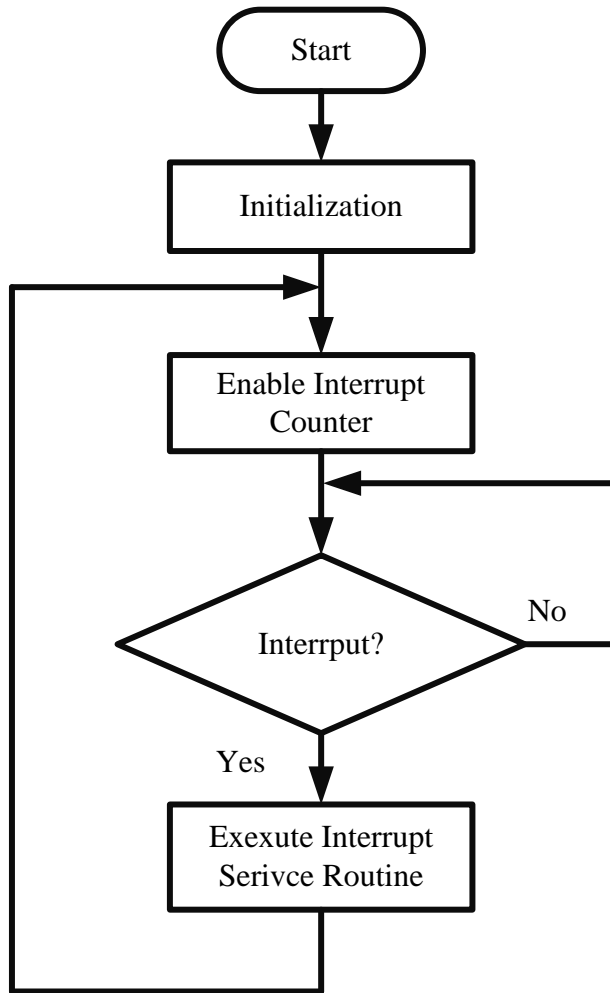 Start
Initialization
Enable Interrupt
Counter
Interrput?
No
Yes
Exexute Interrupt
Serivce Routine